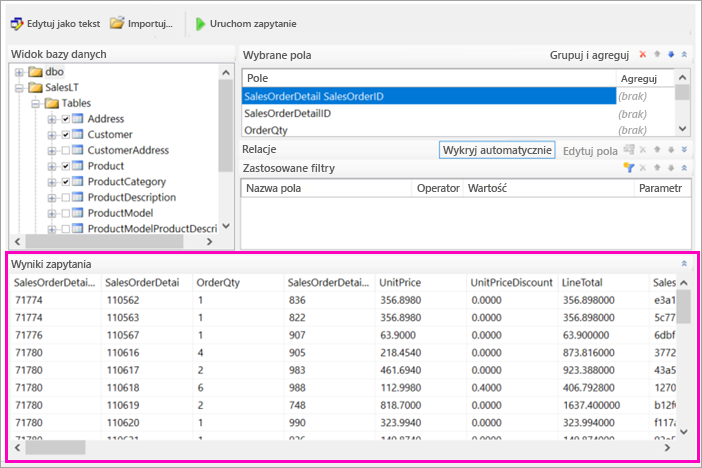 Edytuj jako tekst Importuj... Uruchom zapytanie
Widok bazy danych
dbo
SalesLT
Tables
Address
Customer
CustomerAddress
Product
ProductCategory
ProductDescription
ProductModel
ProductModelProductDescri
Wybrane pola Grupuj i agreguj
Pole Agreguj
SalesOrderDetail SalesOrderID (brak)
SalesOrderDetailID (brak)
OrderQty (brak)
Relacje Wykryj automatycznie Edytuj pola
Zastosowane filtry
Nazwa pola Operator Wartość Parametr
Wyniki zapytania
SalesOrderDetai... SalesOrderDetai OrderQty SalesOrderDetai... UnitPrice UnitPriceDiscount LineTotal Sales
71774 110562 1 836 356.8980 0.0000 356.898000 e3a1
71774 110563 1 822 356.8980 0.0000 356.898000 5c77
71776 110567 1 907 63.9000 0.0000 63.900000 6dbf
71780 110616 4 905 218.4540 0.0000 873.816000 3772
71780 110617 2 983 461.6940 0.0000 923.388000 43a5
71780 110618 6 988 112.9980 0.4000 406.792800 1270
71780 110619 2 748 818.7000 0.0000 1637.400000 b12f
71780 110620 1 990 323.9940 0.0000 323.994000 f117
71780 110621 1 926 149.8740 0.0000 149.874000